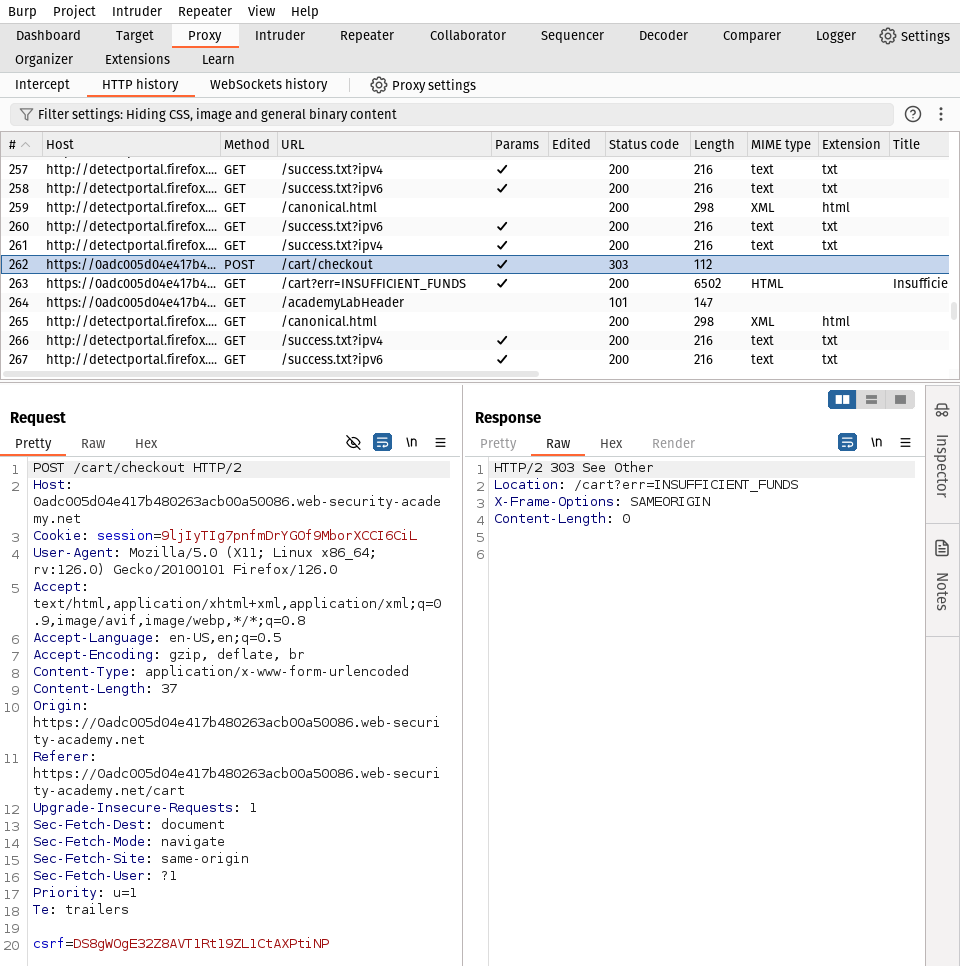 Burp Project Intruder Repeater View Help
Dashboard Target Proxy Intruder Repeater Collaborator Sequencer Decoder Comparer Logger Settings
Organizer Extensions Learn
Intercept HTTP history WebSockets history Proxy settings
Filter settings: Hiding CSS, image and general binary content
# Host Method URL Params Edited Status code Length MIME type Extension Title
257 http://detectportal.firefox.... GET /success.txt?ipv4 ✓ 200 216 text txt
258 http://detectportal.firefox.... GET /success.txt?ipv6 ✓ 200 216 text txt
259 http://detectportal.firefox.... GET /canonical.html 200 298 XML html
260 http://detectportal.firefox.... GET /success.txt?ipv6 ✓ 200 216 text txt
261 http://detectportal.firefox.... GET /success.txt?ipv4 ✓ 200 216 text txt
262 https://0adc005d04e417b4... POST /cart/checkout ✓ 303 112
263 https://0adc005d04e417b4... GET /cart?err=INSUFFICIENT_FUNDS ✓ 200 6502 HTML Insufficie
264 https://0adc005d04e417b4... GET /academyLabHeader 101 147
265 http://detectportal.firefox.... GET /canonical.html 200 298 XML html
266 http://detectportal.firefox.... GET /success.txt?ipv4 ✓ 200 216 text txt
267 http://detectportal.firefox.... GET /success.txt?ipv6 ✓ 200 216 text txt
Request
Pretty Raw Hex \n
1 POST /cart/checkout HTTP/2
2 Host:
0adc005d04e417b480263acb00a50086.web-security-acade
my.net
3 Cookie: session=9ljIyTIg7pnfmDrYGOf9MborXCCI6CiL
4 User-Agent: Mozilla/5.0 (X11; Linux x86_64;
rv:126.0) Gecko/20100101 Firefox/126.0
5 Accept:
text/html,application/xhtml+xml,application/xml;q=0
.9,image/avif,image/webp,*/*;q=0.8
6 Accept-Language: en-US,en;q=0.5
7 Accept-Encoding: gzip, deflate, br
8 Content-Type: application/x-www-form-urlencoded
9 Content-Length: 37
10 Origin:
https://0adc005d04e417b480263acb00a50086.web-securi
ty-academy.net
11 Referer:
https://0adc005d04e417b480263acb00a50086.web-securi
ty-academy.net/cart
12 Upgrade-Insecure-Requests: 1
13 Sec-Fetch-Dest: document
14 Sec-Fetch-Mode: navigate
15 Sec-Fetch-Site: same-origin
16 Sec-Fetch-User: ?1
17 Priority: u=1
18 Te: trailers
19
20 csrf=DS8gWOgE32Z8AVT1Rt19ZL1CtAXPtiNP
Response
Pretty Raw Hex Render \n
1 HTTP/2 303 See Other
2 Location: /cart?err=INSUFFICIENT_FUNDS
3 X-Frame-Options: SAMEORIGIN
4 Content-Length: 0
5
6
Inspector
Notes